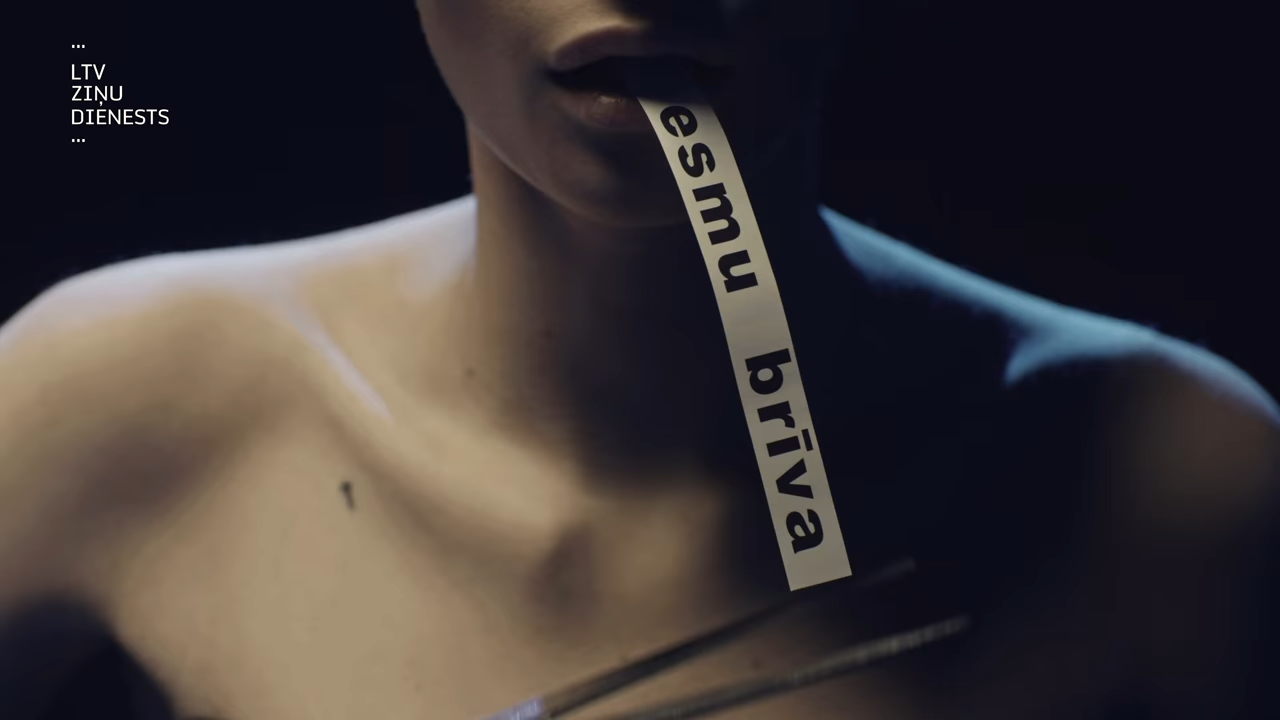 ...
LTV
ZIŅU
DIENESTS
...
esmu brīva